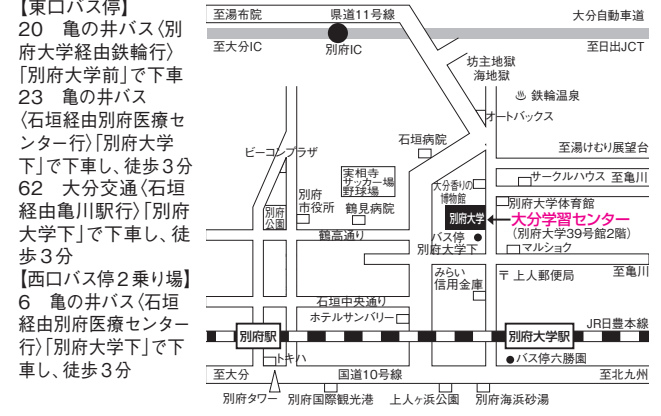 【東口バス停】
20　亀の井バス〈別
府大学経由鉄輪行〉
「別府大学前」で下車
23　亀の井バス
〈石垣経由別府医療セ
ンター行〉「別府大学
下」で下車し、徒歩３分
62　大分交通〈石垣
経由亀川駅行〉「別府
大学下」で下車し、徒
歩３分
【西口バス停２乗り場】
6　亀の井バス〈石垣
経由別府医療センター
行〉「別府大学下」で下
車し、徒歩３分
至湯布院
県道11号線
大分自動車道
至大分IC
別府IC
至日出JCT
坊主地獄
海地獄
♨ 鉄輪温泉
オートバックス
石垣病院
ビーコンプラザ
至湯けむり展望台
実相寺
サッカー場
野球場
大分香りの
博物館
サークルハウス
至亀川
別府
市役所
鶴見病院
別府
公園
別府大学
別府大学体育館
大分学習センター
（別府大学39号館2階）
鶴高通り
バス停
別府大学下
マルショク
みらい
信用金庫
〒 上人郵便局
至亀川
石垣中央通り
ホテルサンバリー
JR日豊本線
別府駅
別府大学駅
トキハ
バス停六勝園
至大分
国道10号線
至北九州
別府タワー
別府国際観光港
上人ヶ浜公園
別府海浜砂湯